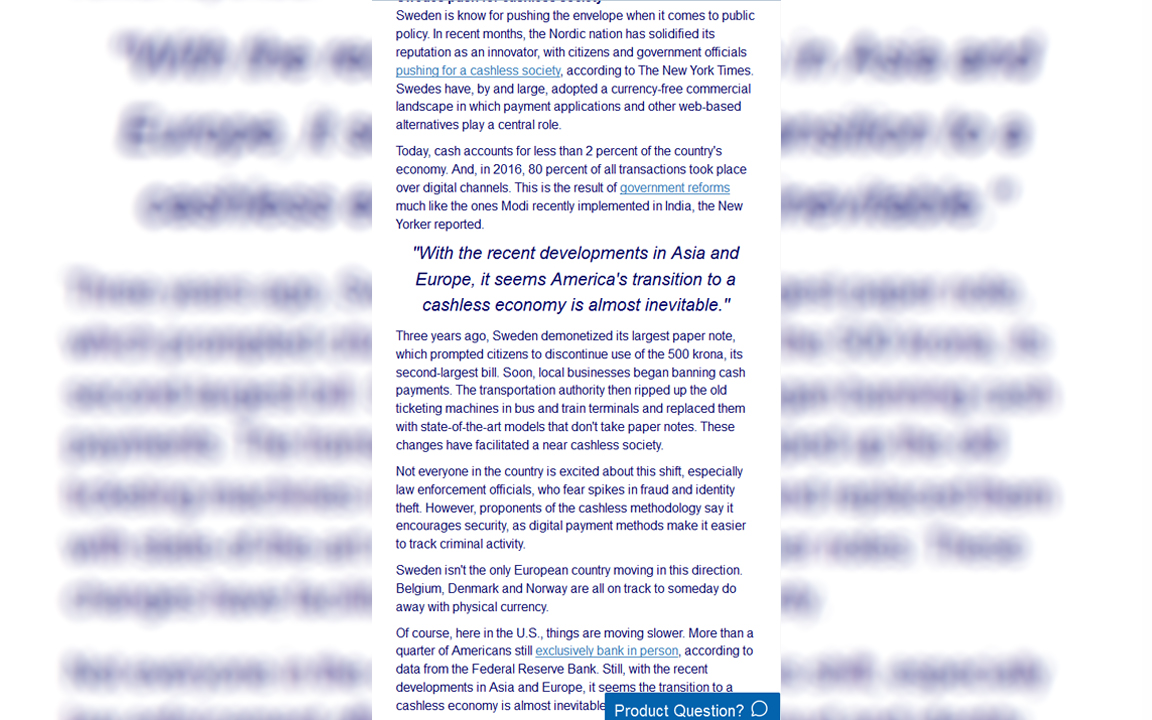 Sweden is know for pushing the envelope when it comes to public
policy. In recent months, the Nordic nation has solidified its
reputation as an innovator, with citizens and government officials
pushing for a cashless society, according to The New York Times.
Swedes have, by and large, adopted a currency-free commercial
landscape in which payment applications and other web-based
alternatives play a central role.
Today, cash accounts for less than 2 percent of the country's
economy. And, in 2016, 80 percent of all transactions took place
over digital channels. This is the result of government reforms
much like the ones Modi recently implemented in India, the New
Yorker reported.
"With the recent developments in Asia and
Europe, it seems America's transition to a
cashless economy is almost inevitable."
Three years ago, Sweden demonetized its largest paper note,
which prompted citizens to discontinue use of the 500 krona, its
second-largest bill. Soon, local businesses began banning cash
payments. The transportation authority then ripped up the old
ticketing machines in bus and train terminals and replaced them
with state-of-the-art models that don't take paper notes. These
changes have facilitated a near cashless society.
Not everyone in the country is excited about this shift, especially
law enforcement officials, who fear spikes in fraud and identity
theft. However, proponents of the cashless methodology say it
encourages security, as digital payment methods make it easier
to track criminal activity.
Sweden isn't the only European country moving in this direction.
Belgium, Denmark and Norway are all on track to someday do
away with physical currency.
Of course, here in the U.S., things are moving slower. More than a
quarter of Americans still exclusively bank in person, according to
data from the Federal Reserve Bank. Still, with the recent
developments in Asia and Europe, it seems the transition to a
cashless economy is almost inevitable
Product Question?